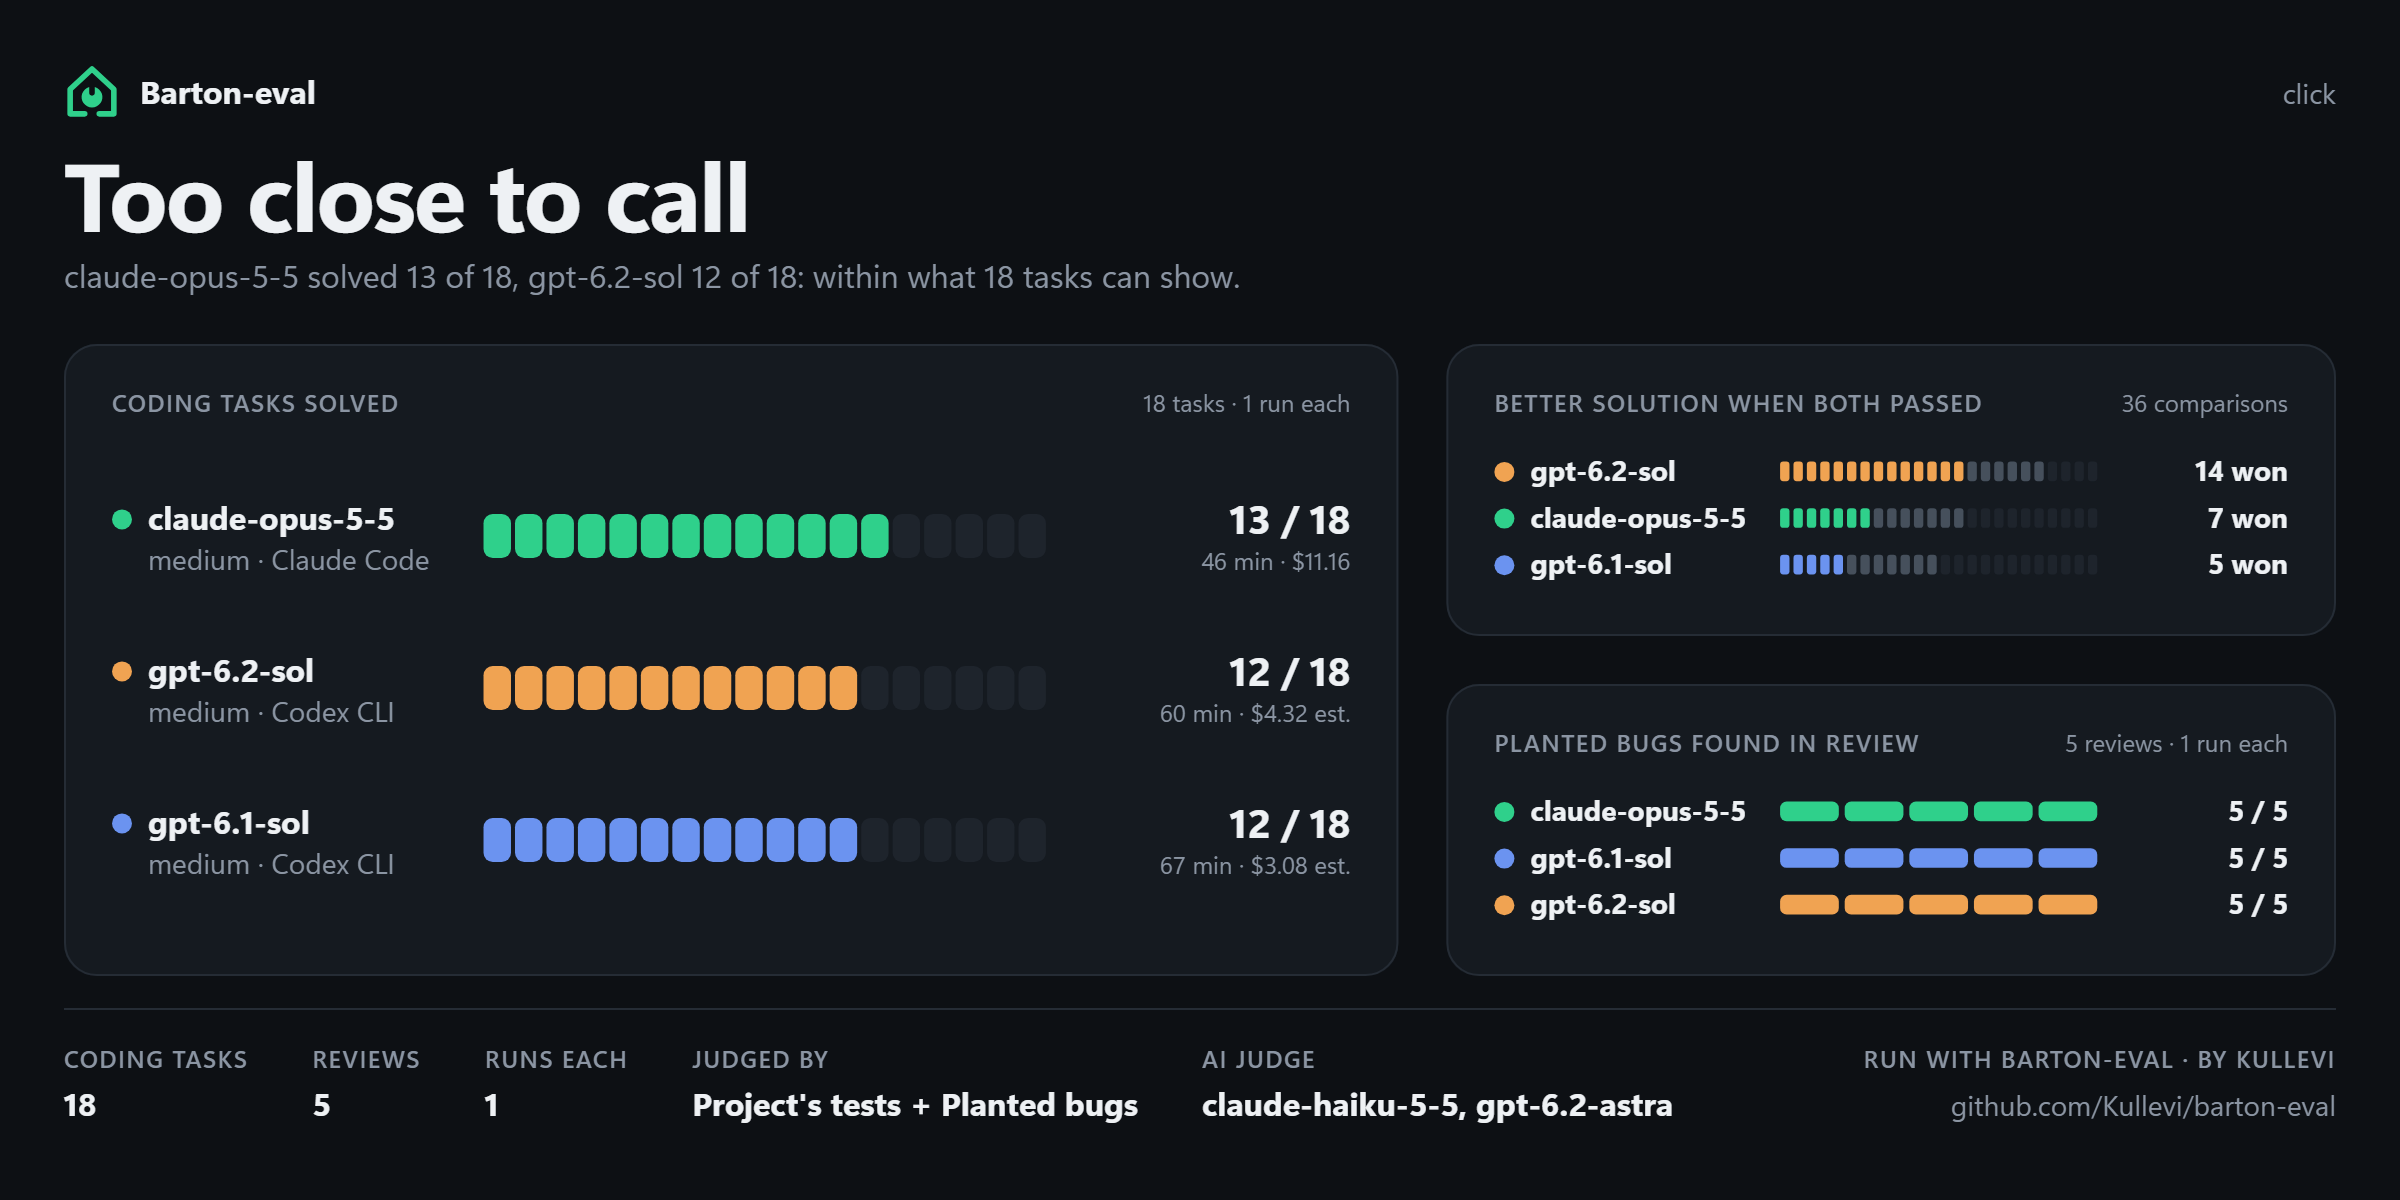 Barton-eval
click
Too close to call
claude-opus-5-5 solved 13 of 18, gpt-6.2-sol 12 of 18: within what 18 tasks can show.
CODING TASKS SOLVED
18 tasks · 1 run each
claude-opus-5-5
medium · Claude Code
13 / 18
46 min · $11.16
gpt-6.2-sol
medium · Codex CLI
12 / 18
60 min · $4.32 est.
gpt-6.1-sol
medium · Codex CLI
12 / 18
67 min · $3.08 est.
BETTER SOLUTION WHEN BOTH PASSED
36 comparisons
gpt-6.2-sol
14 won
claude-opus-5-5
7 won
gpt-6.1-sol
5 won
PLANTED BUGS FOUND IN REVIEW
5 reviews · 1 run each
claude-opus-5-5
5 / 5
gpt-6.1-sol
5 / 5
gpt-6.2-sol
5 / 5
CODING TASKS
18
REVIEWS
5
RUNS EACH
1
JUDGED BY
Project's tests + Planted bugs
AI JUDGE
claude-haiku-5-5, gpt-6.2-astra
RUN WITH BARTON-EVAL · BY KULLEVI
github.com/Kullevi/barton-eval